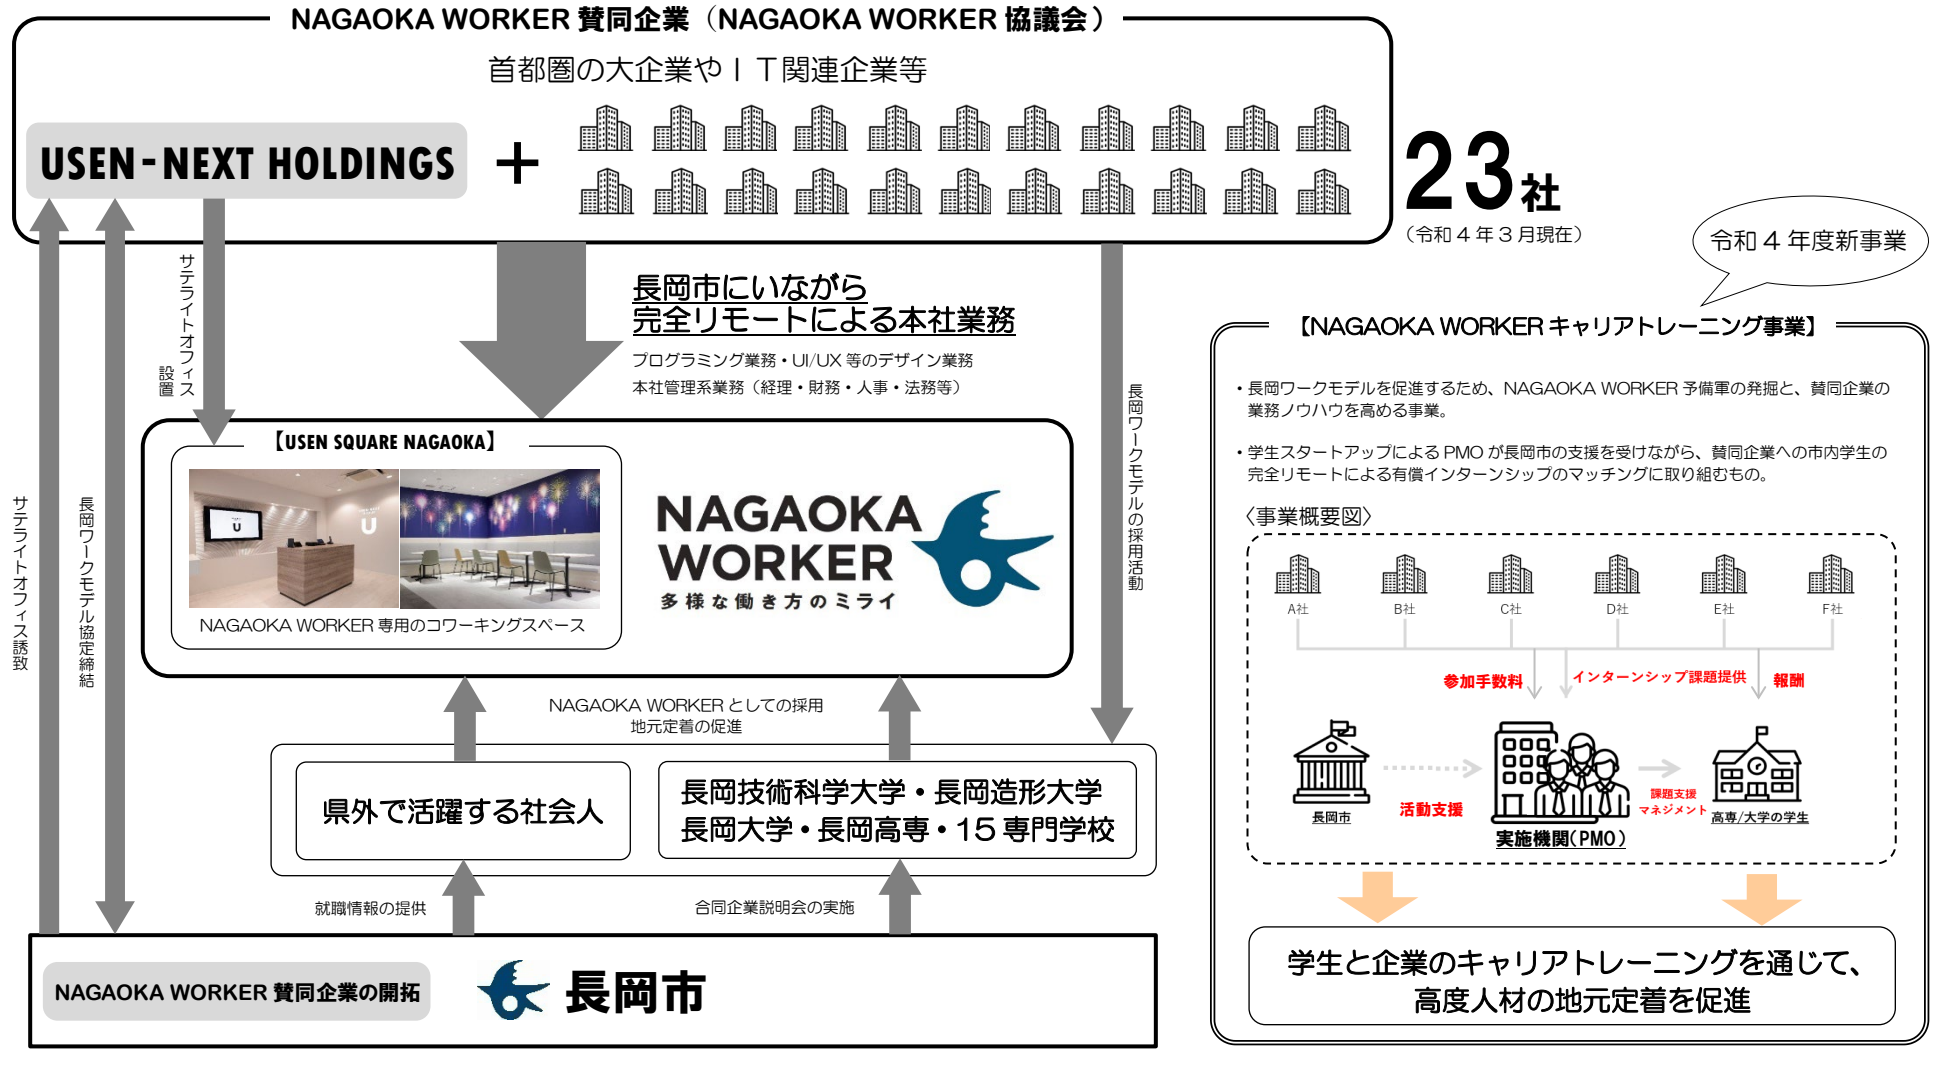 NAGAOKA WORKER 賛同企業（NAGAOKA WORKER 協議会）
首都圏の大企業やＩＴ関連企業等
USEN-NEXT HOLDINGS
+
23社
（令和４年３月現在）
サテライトオフィス
設置
長岡市にいながら
完全リモートによる本社業務
プログラミング業務・UI/UX 等のデザイン業務
本社管理系業務（経理・財務・人事・法務等）
長岡ワークモデルの採用活動
サテライトオフィス誘致
長岡ワークモデル協定締結
【USEN SQUARE NAGAOKA】
U
U
NAGAOKA WORKER 専用のコワーキングスペース
NAGAOKA
WORKER
多様な働き方のミライ
NAGAOKA WORKER としての採用
地元定着の促進
県外で活躍する社会人
長岡技術科学大学・長岡造形大学
長岡大学・長岡高専・15 専門学校
就職情報の提供
合同企業説明会の実施
NAGAOKA WORKER 賛同企業の開拓
長岡市
令和４年度新事業
【NAGAOKA WORKER キャリアトレーニング事業】
・長岡ワークモデルを促進するため、NAGAOKA WORKER 予備軍の発掘と、賛同企業の
業務ノウハウを高める事業。
・学生スタートアップによる PMO が長岡市の支援を受けながら、賛同企業への市内学生の
完全リモートによる有償インターンシップのマッチングに取り組むもの。
〈事業概要図〉
A社
B社
C社
D社
E社
F社
参加手数料
インターンシップ課題提供
報酬
活動支援
課題支援
マネジメント
長岡市
実施機関(PMO)
高専/大学の学生
学生と企業のキャリアトレーニングを通じて、
高度人材の地元定着を促進